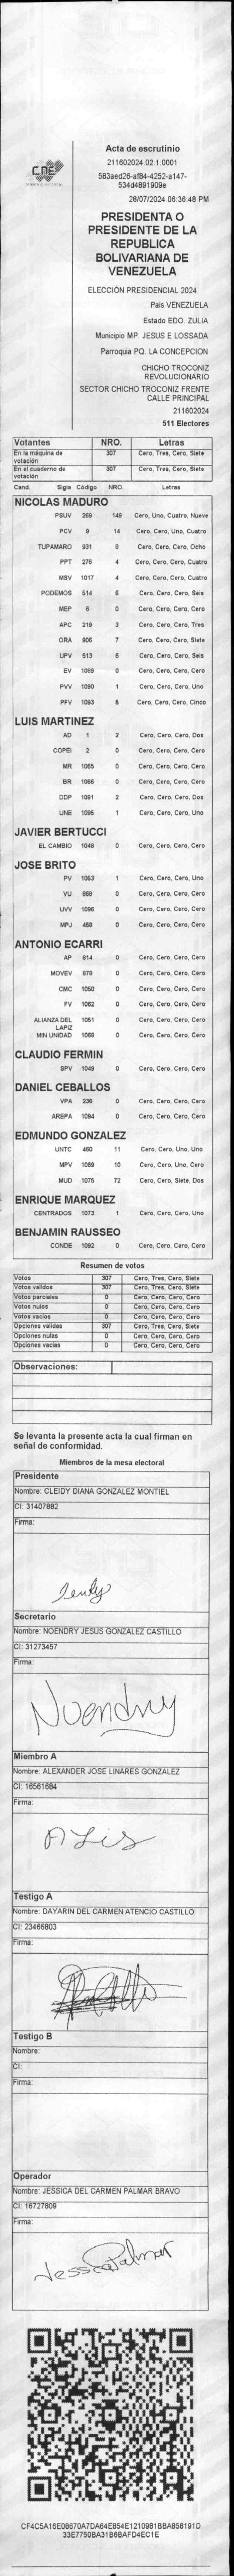 CNE
Acta de escrutinio
211602024.02.1.0001
583aed26-af84-4252-a147-
534d4891909e
28/07/2024 06:36:48 PM
PRESIDENTA O
PRESIDENTE DE LA
REPUBLICA
BOLIVARIANA DE
VENEZUELA
ELECCIÓN PRESIDENCIAL 2024
País VENEZUELA
Estado EDO. ZULIA
Municipio MP. JESUS E LOSSADA
Parroquia PQ. LA CONCEPCION
CHICHO TROCONIZ
REVOLUCIONARIO
SECTOR CHICHO TROCONIZ FRENTE
CALLE PRINCIPAL
211602024
511 Electores
Votantes NRO. Letras
En la máquina de votación 307 Cero, Tres, Cero, Siete
En el cuaderno de votación 307 Cero, Tres, Cero, Siete
Cand. Sigla Código NRO. Letras
NICOLAS MADURO
PSUV 269 149 Cero, Uno, Cuatro, Nueve
PCV 9 14 Cero, Cero, Uno, Cuatro
TUPAMARO 931 8 Cero, Cero, Cero, Ocho
PPT 276 4 Cero, Cero, Cero, Cuatro
MSV 1017 4 Cero, Cero, Cero, Cuatro
PODEMOS 514 6 Cero, Cero, Cero, Seis
MEP 6 0 Cero, Cero, Cero, Cero
APC 219 3 Cero, Cero, Cero, Tres
ORA 906 7 Cero, Cero, Cero, Siete
UPV 513 6 Cero, Cero, Cero, Seis
EV 1089 0 Cero, Cero, Cero, Cero
PVV 1090 1 Cero, Cero, Cero, Uno
PFV 1093 5 Cero, Cero, Cero, Cinco
LUIS MARTINEZ
AD 1 2 Cero, Cero, Cero, Dos
COPEI 2 0 Cero, Cero, Cero, Cero
MR 1065 0 Cero, Cero, Cero, Cero
BR 1066 0 Cero, Cero, Cero, Cero
DDP 1091 2 Cero, Cero, Cero, Dos
UNE 1095 1 Cero, Cero, Cero, Uno
JAVIER BERTUCCI
EL CAMBIO 1048 0 Cero, Cero, Cero, Cero
JOSE BRITO
PV 1053 1 Cero, Cero, Cero, Uno
VU 868 0 Cero, Cero, Cero, Cero
UVV 1096 0 Cero, Cero, Cero, Cero
MPJ 458 0 Cero, Cero, Cero, Cero
ANTONIO ECARRI
AP 814 0 Cero, Cero, Cero, Cero
MOVEV 978 0 Cero, Cero, Cero, Cero
CMC 1050 0 Cero, Cero, Cero, Cero
FV 1062 0 Cero, Cero, Cero, Cero
ALIANZA DEL LAPIZ 1051 0 Cero, Cero, Cero, Cero
MIN UNIDAD 1068 0 Cero, Cero, Cero, Cero
CLAUDIO FERMIN
SPV 1049 0 Cero, Cero, Cero, Cero
DANIEL CEBALLOS
VPA 236 0 Cero, Cero, Cero, Cero
AREPA 1094 0 Cero, Cero, Cero, Cero
EDMUNDO GONZALEZ
UNTC 460 11 Cero, Cero, Uno, Uno
MPV 1069 10 Cero, Cero, Uno, Cero
MUD 1075 72 Cero, Cero, Siete, Dos
ENRIQUE MARQUEZ
CENTRADOS 1073 1 Cero, Cero, Cero, Uno
BENJAMIN RAUSSEO
CONDE 1092 0 Cero, Cero, Cero, Cero
Resumen de votos
Votos 307 Cero, Tres, Cero, Siete
Votos validos 307 Cero, Tres, Cero, Siete
Votos parciales 0 Cero, Cero, Cero, Cero
Votos nulos 0 Cero, Cero, Cero, Cero
Votos vacios 0 Cero, Cero, Cero, Cero
Opciones validas 307 Cero, Tres, Cero, Siete
Opciones nulas 0 Cero, Cero, Cero, Cero
Opciones vacias 0 Cero, Cero, Cero, Cero
Observaciones:
Se levanta la presente acta la cual firman en
señal de conformidad.
Miembros de la mesa electoral
Presidente
Nombre: CLEIDY DIANA GONZALEZ MONTIEL
CI: 31407882
Firma:
Secretario
Nombre: NOENDRY JESUS GONZALEZ CASTILLO
CI: 31273457
Firma:
Noendry
Miembro A
Nombre: ALEXANDER JOSE LINARES GONZALEZ
CI: 16561684
Firma:
Testigo A
Nombre: DAYARIN DEL CARMEN ATENCIO CASTILLO
CI: 23466803
Firma:
Testigo B
Nombre:
CI:
Firma:
Operador
Nombre: JESSICA DEL CARMEN PALMAR BRAVO
CI: 16727809
Firma:
Jessica Palmar
CF4C5A16E08670A7DA64E854E1210981BBA858191D
33E7750BA31B6BAFD4EC1E